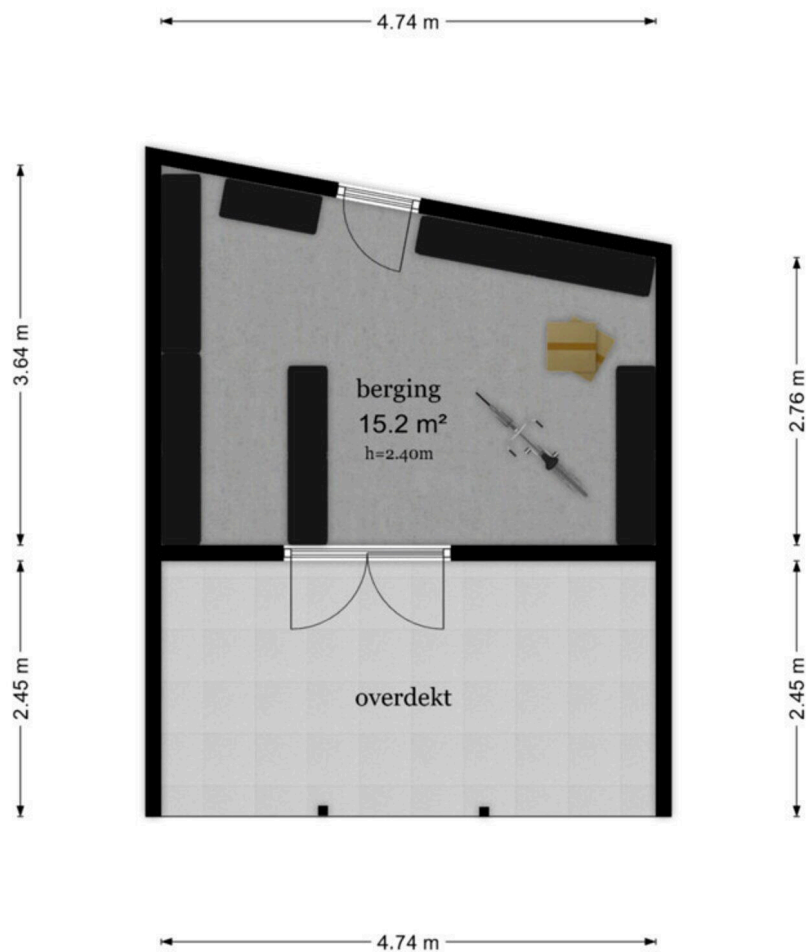 4.74 m
3.64 m
2.76 m
berging
15.2 m²
h=2.40m
2.45 m
2.45 m
overdekt
4.74 m